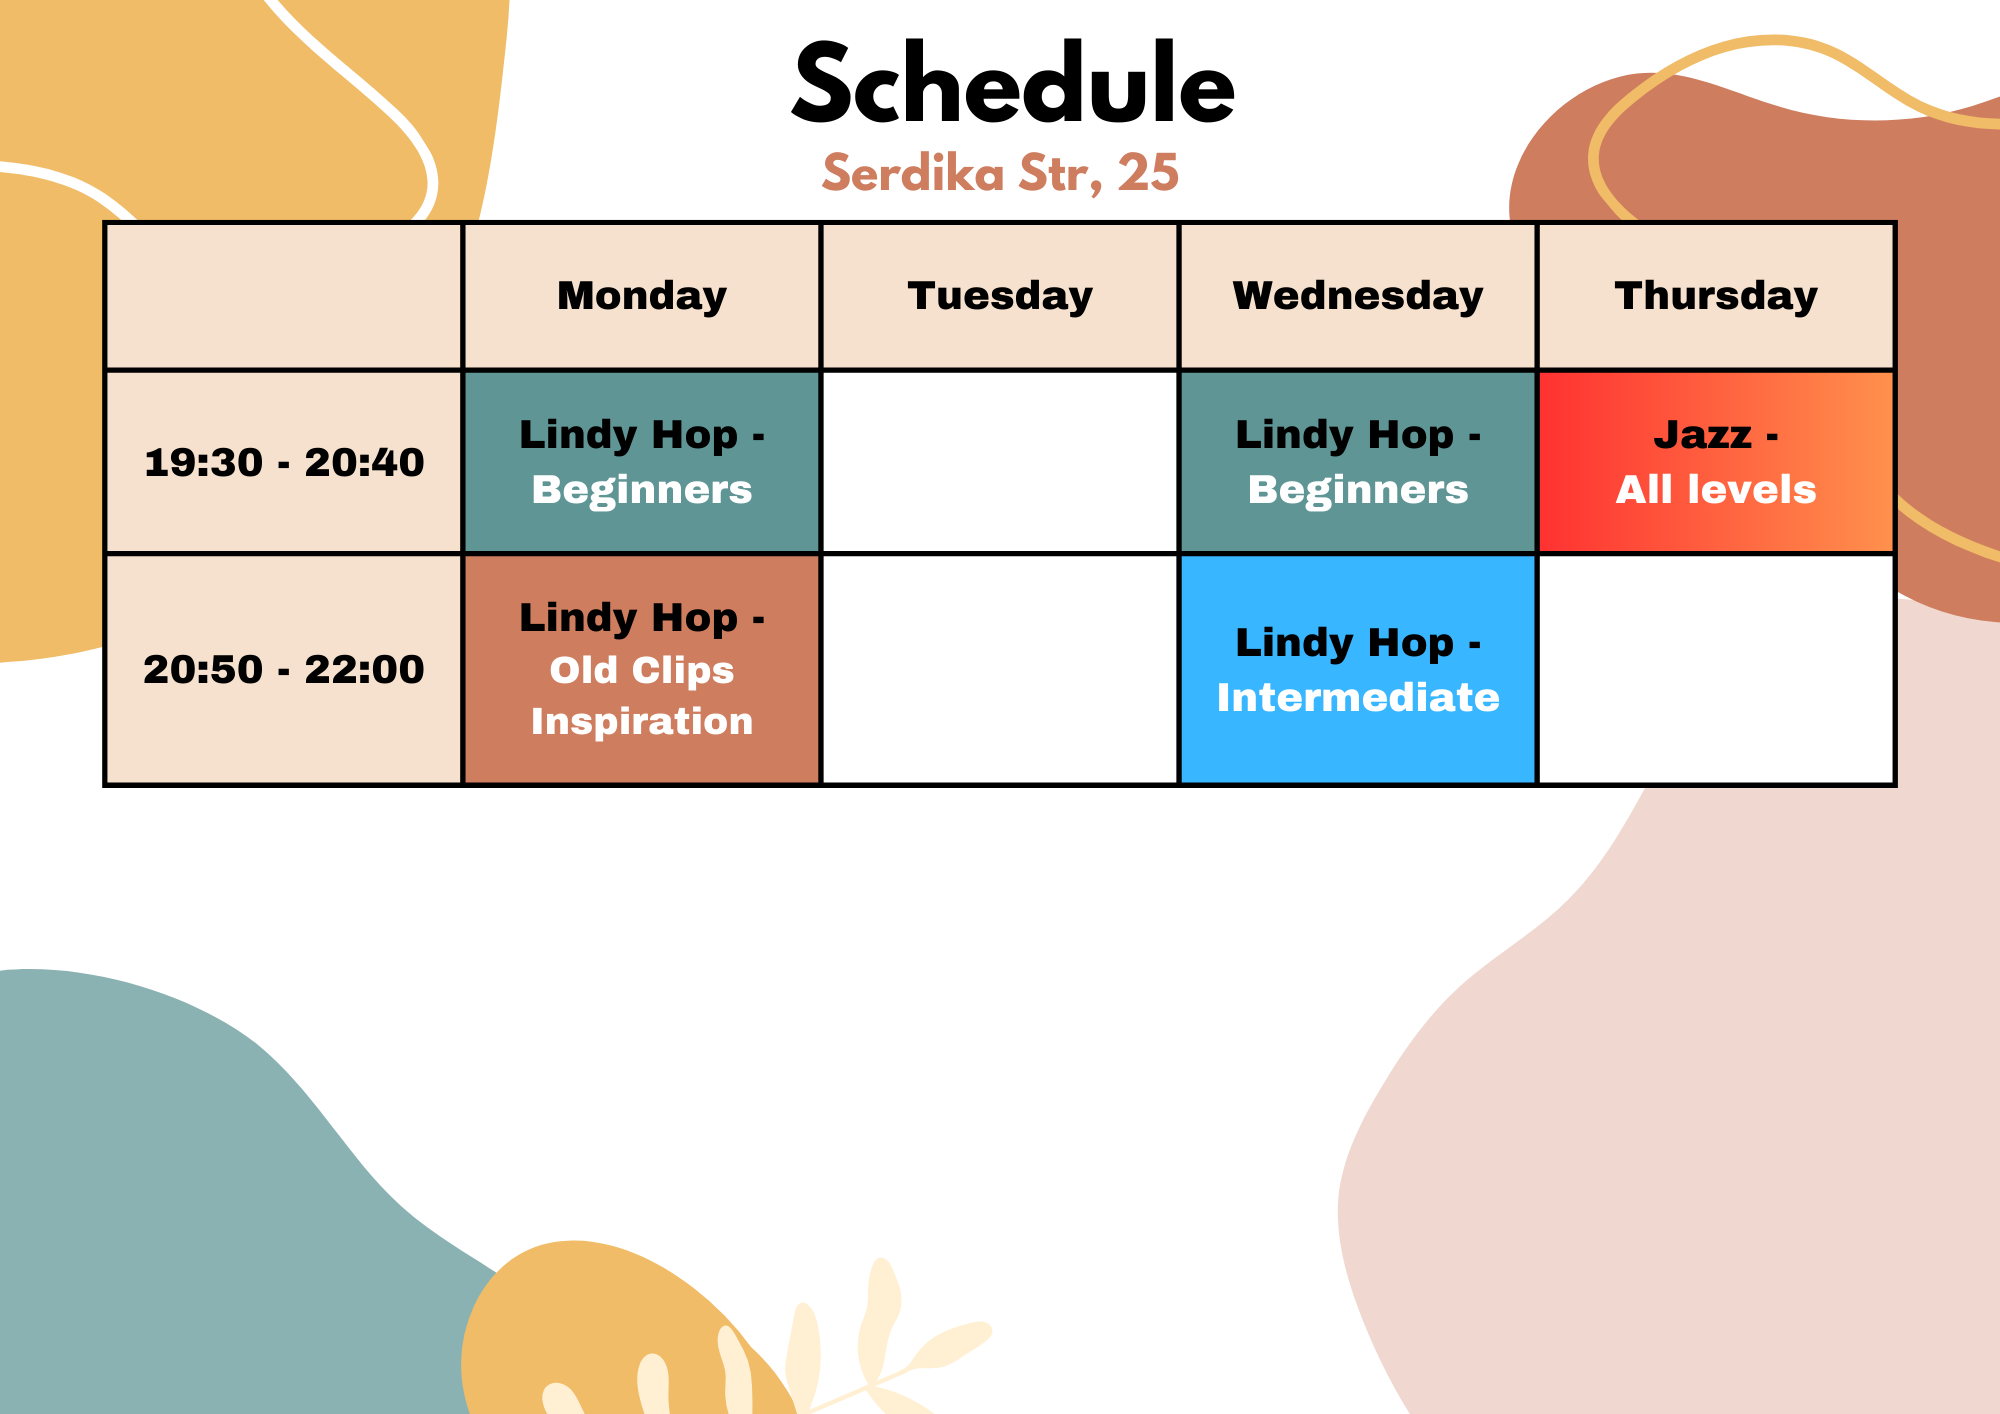 Schedule
Serdika Str, 25
Monday Tuesday Wednesday Thursday
19:30 - 20:40
Lindy Hop -
Beginners
Lindy Hop -
Beginners
Jazz -
All levels
20:50 - 22:00
Lindy Hop -
Old Clips
Inspiration
Lindy Hop -
Intermediate